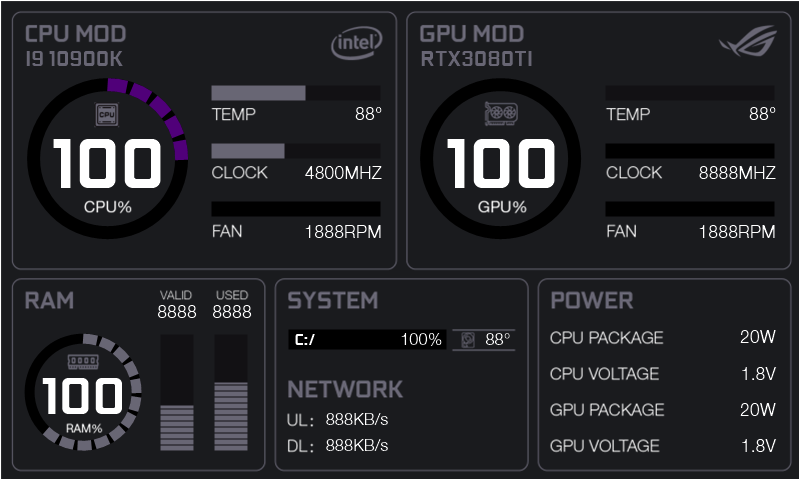 CPU MOD
I9 10900K
intel
CPU
100
CPU%
TEMP 88°
CLOCK 4800MHZ
FAN 1888RPM
GPU MOD
RTX3080TI
100
GPU%
TEMP 88°
CLOCK 8888MHZ
FAN 1888RPM
RAM
VALID USED
8888 8888
100
RAM%
SYSTEM
C:/ 100% 88°
NETWORK
UL: 888KB/s
DL: 888KB/s
POWER
CPU PACKAGE 20W
CPU VOLTAGE 1.8V
GPU PACKAGE 20W
GPU VOLTAGE 1.8V